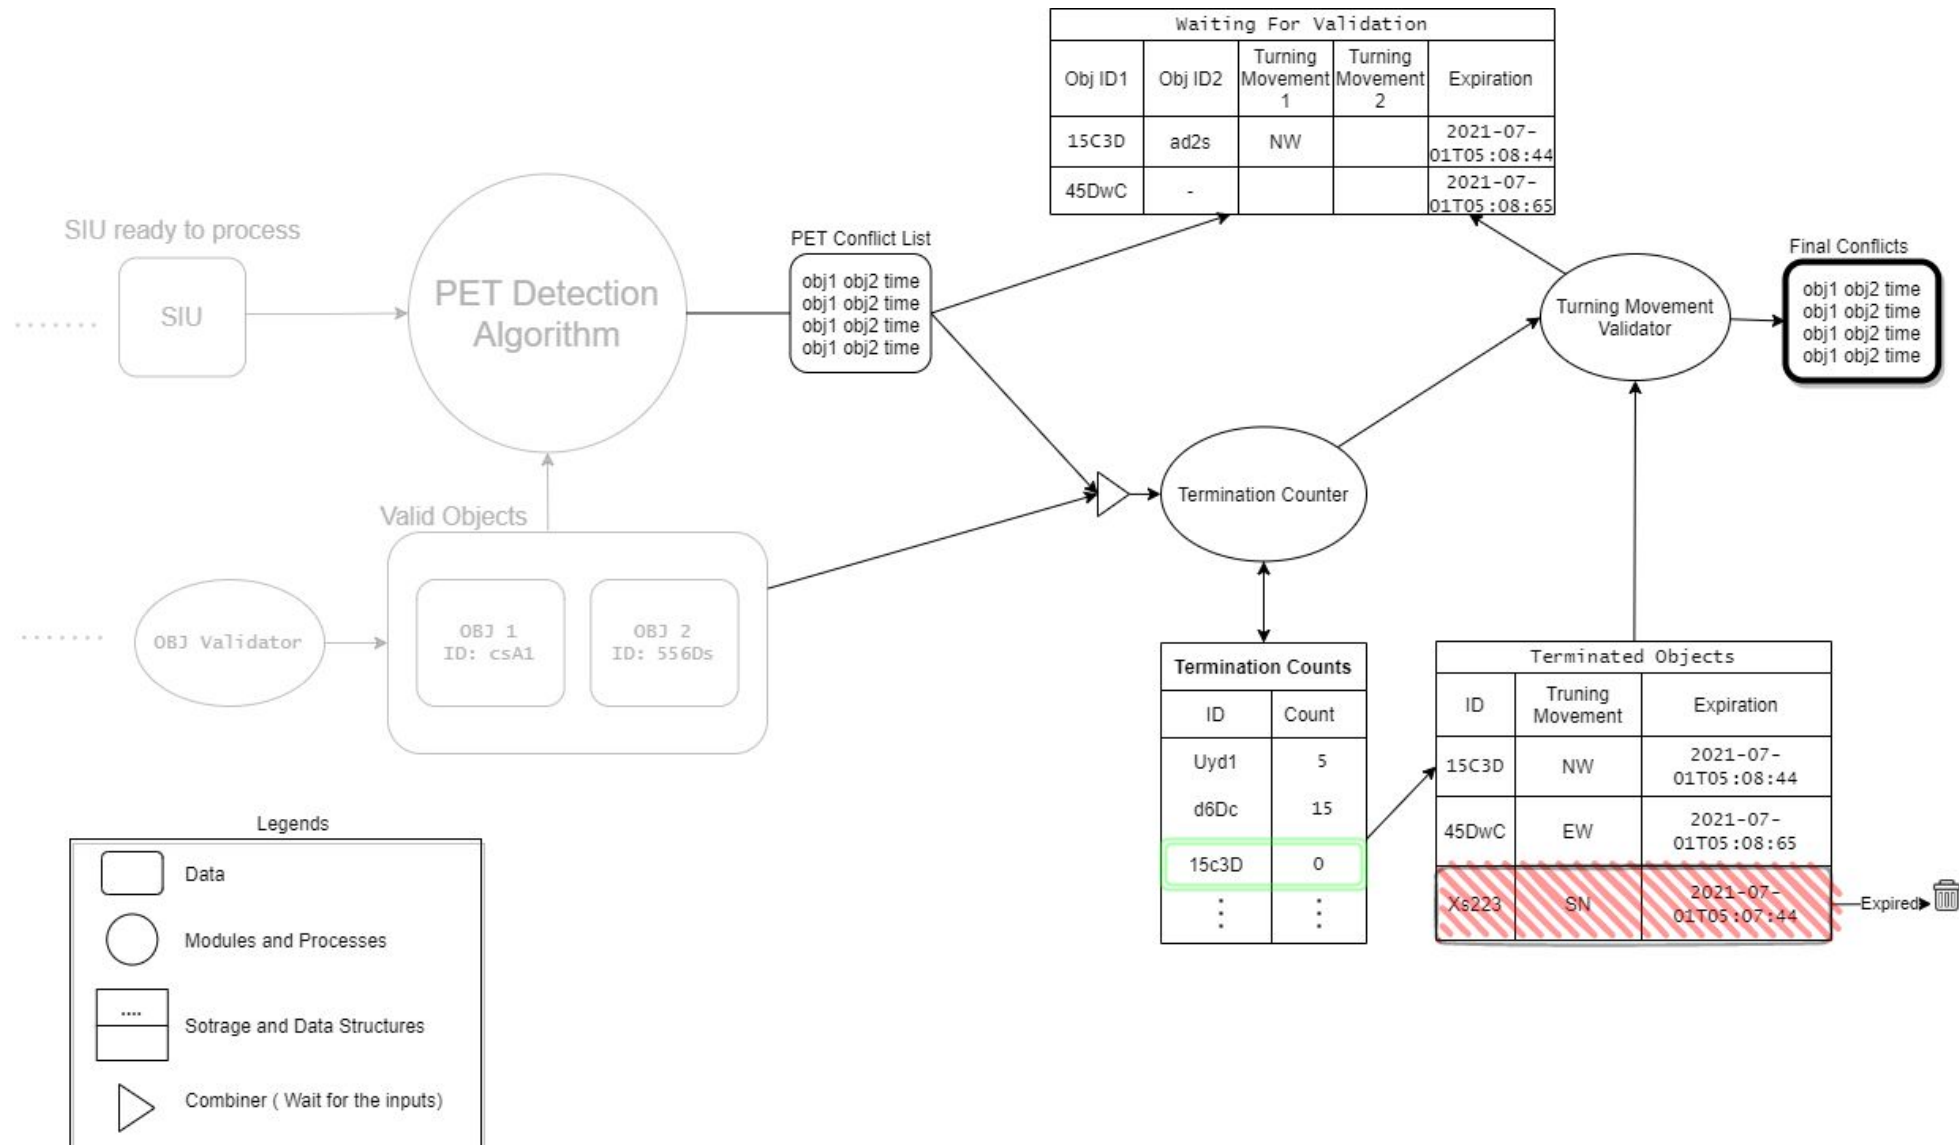 Waiting For Validation
Obj ID1
Obj ID2
Turning
Movement
1
Turning
Movement
2
Expiration
15C3D
ad2s
NW
2021-07-
01T05:08:44
45DwC
-
2021-07-
01T05:08:65
SIU ready to process
.......
SIU
PET Detection
Algorithm
PET Conflict List
obj1 obj2 time
obj1 obj2 time
obj1 obj2 time
obj1 obj2 time
Turning Movement
Validator
Final Conflicts
obj1 obj2 time
obj1 obj2 time
obj1 obj2 time
obj1 obj2 time
Termination Counter
Valid Objects
.......
OBJ Validator
OBJ 1
ID: csA1
OBJ 2
ID: 556Ds
Termination Counts
ID
Count
Uyd1
5
d6Dc
15
15c3D
0
Terminated Objects
ID
Truning
Movement
Expiration
15C3D
NW
2021-07-
01T05:08:44
45DwC
EW
2021-07-
01T05:08:65
Xs223
SN
2021-07-
01T05:07:44
Expired
Legends
Data
Modules and Processes
....
Sotrage and Data Structures
Combiner ( Wait for the inputs)